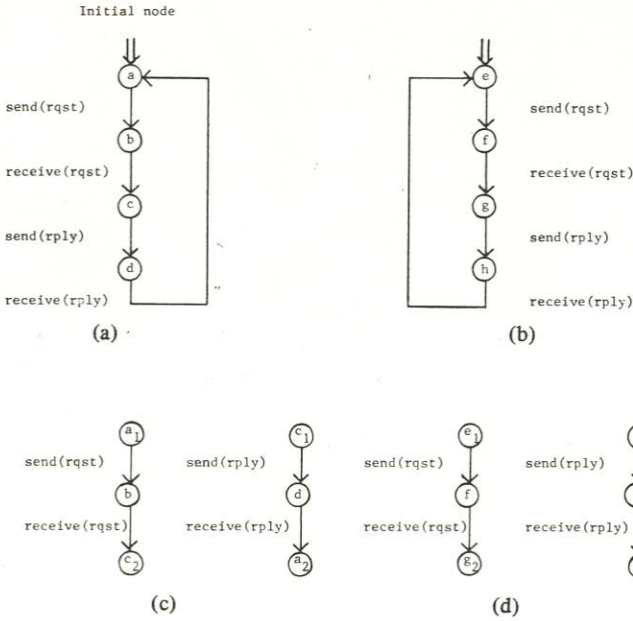 Initial node
a
send(rqst)
b
receive(rqst)
c
send(rply)
d
receive(rply)
(a)
e
send(rqst)
f
receive(rqst)
g
send(rply)
h
receive(rply)
(b)
a1
send(rqst)
b
receive(rqst)
c2
c1
send(rply)
d
receive(rply)
a2
(c)
e1
send(rqst)
f
receive(rqst)
g2
send(rply)
receive(rply)
(d)